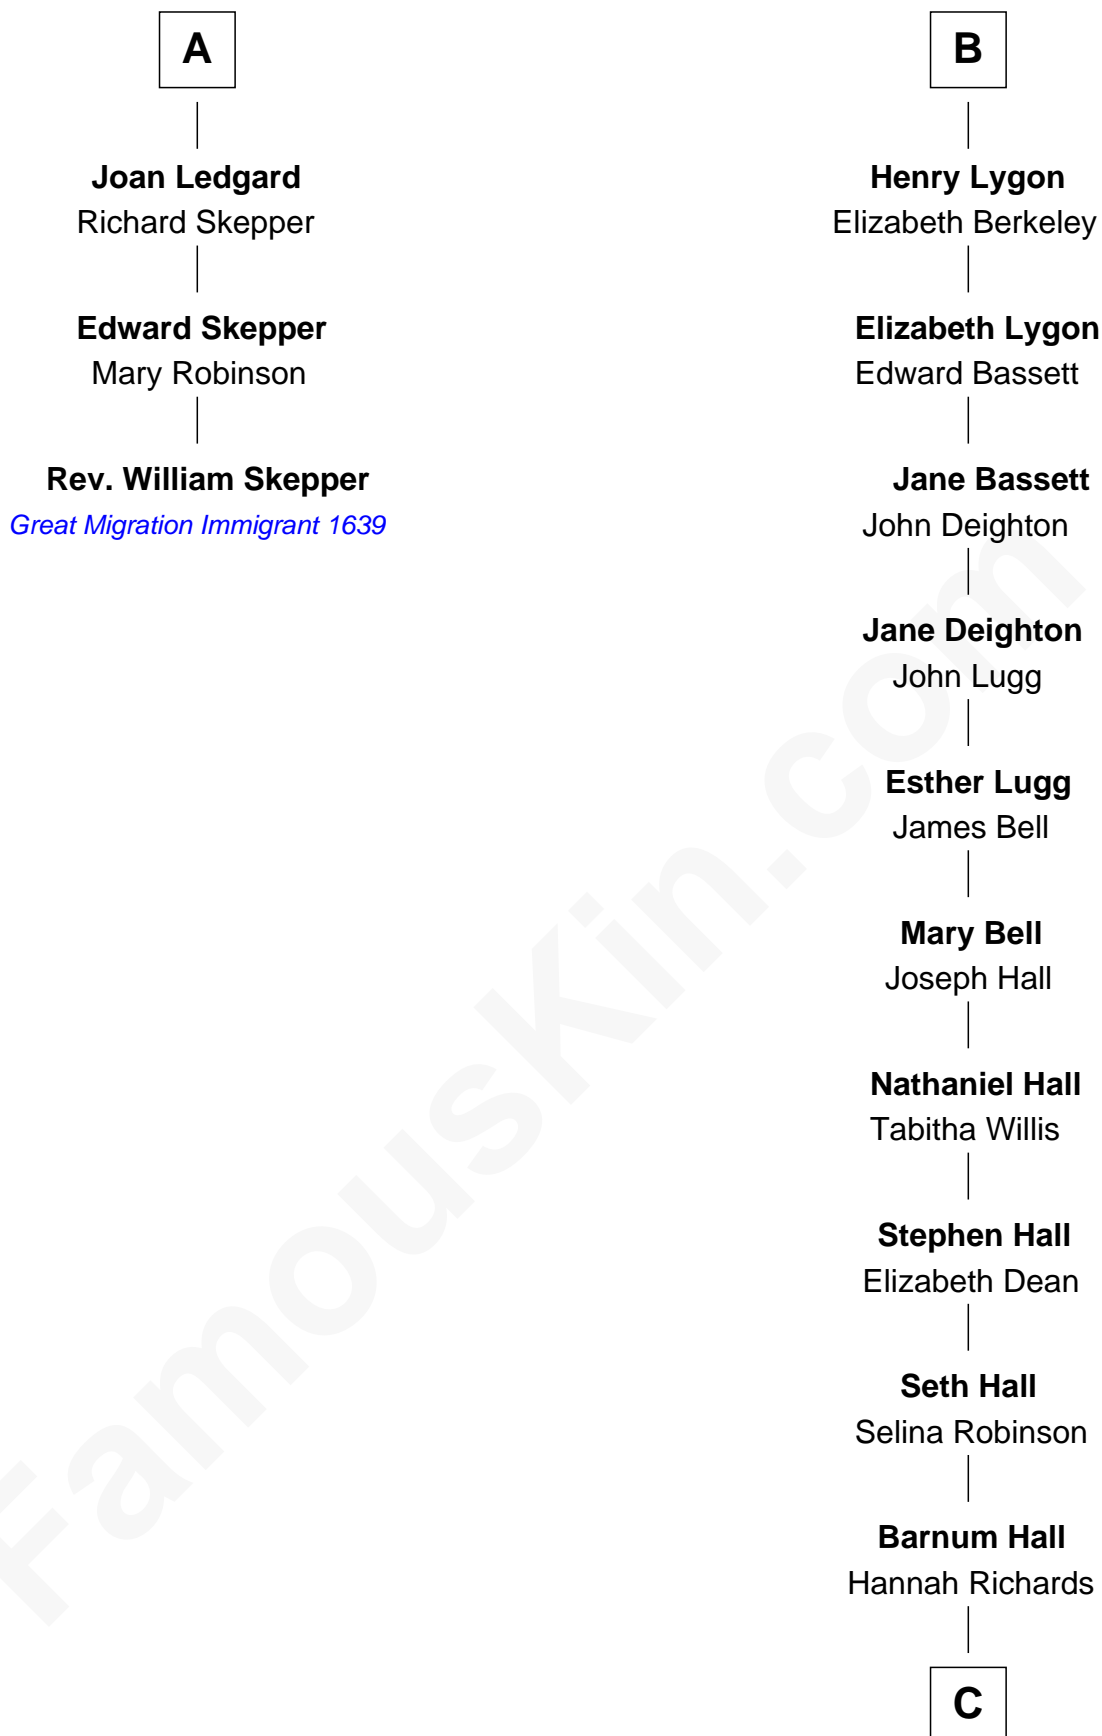 A
Joan Ledgard
Richard Skepper
Edward Skepper
Mary Robinson
Rev. William Skepper
Great Migration Immigrant 1639
B
Henry Lygon
Elizabeth Berkeley
Elizabeth Lygon
Edward Bassett
Jane Bassett
John Deighton
Jane Deighton
John Lugg
Esther Lugg
James Bell
Mary Bell
Joseph Hall
Nathaniel Hall
Tabitha Willis
Stephen Hall
Elizabeth Dean
Seth Hall
Selina Robinson
Barnum Hall
Hannah Richards
C
FamousKin.com